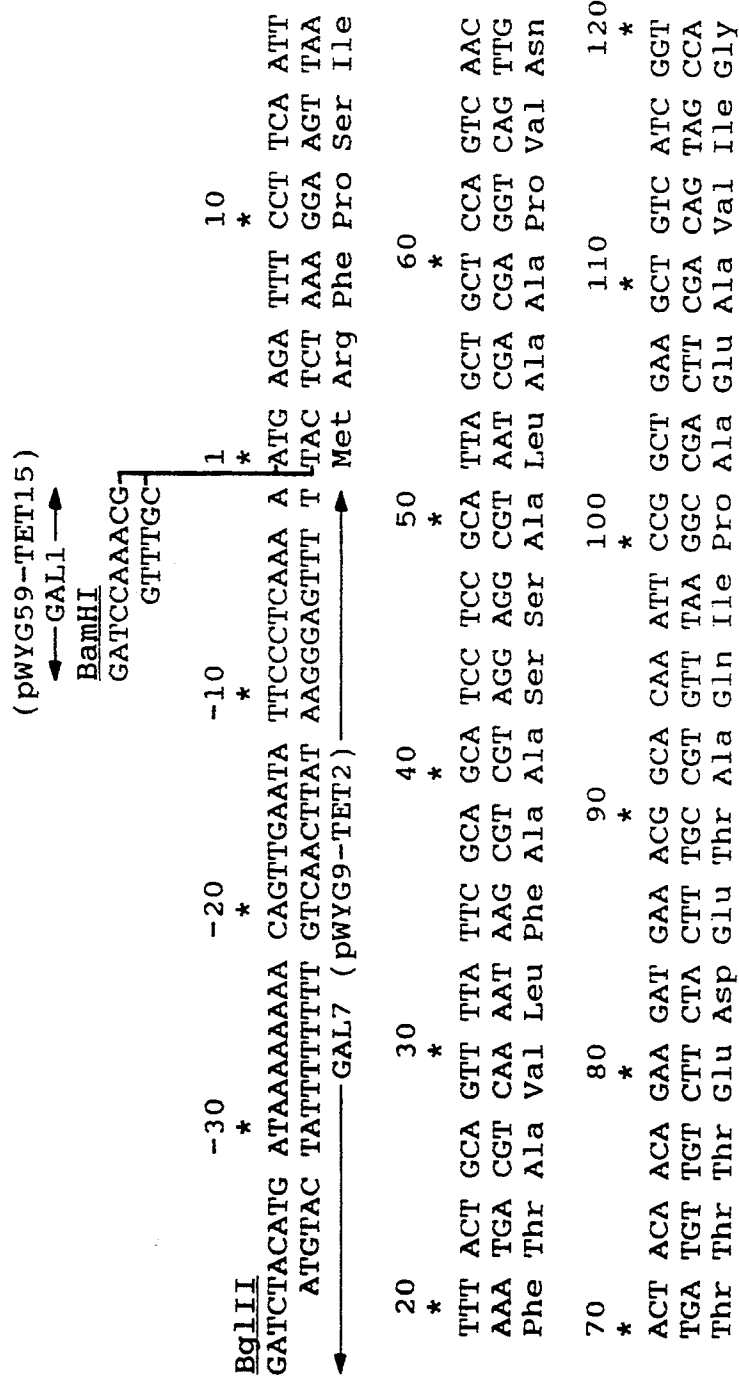 (pWYG59-TET15)
GAL1
BamHI
GATCCAAACG
GTTTGC
-30 -20 -10 1 10
* * * * *
BglII
GATCTACATG ATAAAAAAAA CAGTTGAATA TTCCCTCAAA A ATG AGA TTT CCT TCA ATT
ATGTAC TATTTTTTTT GTCAACTTAT AAGGGAGTTT T TAC TCT AAA GGA AGT TAA
GAL7 (pWYG9-TET2) Met Arg Phe Pro Ser Ile
20 30 40 50 60
* * * * *
TTT ACT GCA GTT TTA TTC GCA GCA TCC TCC GCA TTA GCT GCT CCA GTC AAC
AAA TGA CGT CAA AAT AAG CGT CGT AGG AGG CGT AAT CGA CGA GGT CAG TTG
Phe Thr Ala Val Leu Phe Ala Ala Ser Ser Ala Leu Ala Ala Pro Val Asn
70 80 90 100 110 120
* * * * * *
ACT ACA ACA GAA GAT GAA ACG GCA CAA ATT CCG GCT GAA GCT GTC ATC GGT
TGA TGT TGT CTT CTA CTT TGC CGT GTT TAA GGC CGA CTT CGA CAG TAG CCA
Thr Thr Thr Glu Asp Glu Thr Ala Gln Ile Pro Ala Glu Ala Val Ile Gly